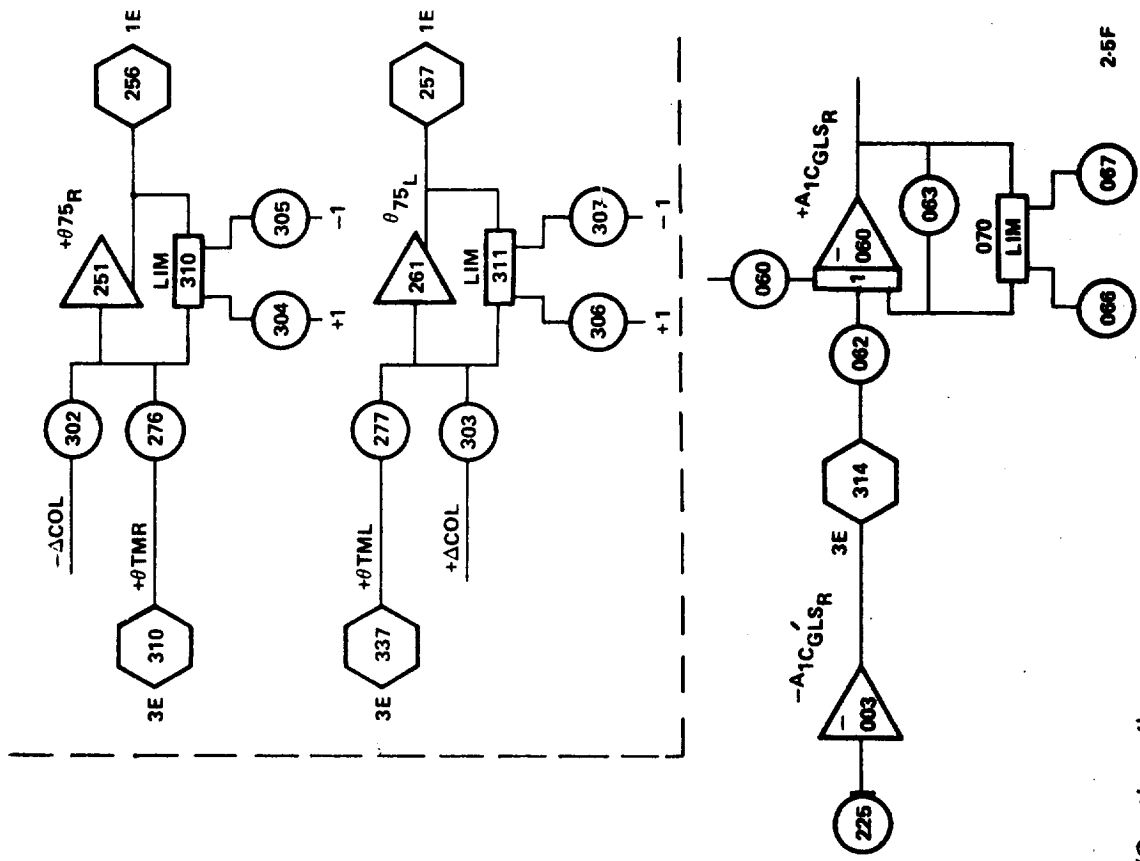 -ΔCOL
302
+θ75R
251
1E
256
3E
310
+θTMR
276
LIM
310
304
305
+1
-1
3E
337
+θTML
277
θ75L
261
1E
257
+ΔCOL
303
LIM
311
306
307
+1
-1
225
-A1C′GLSR
-
003
3E
314
062
060
1
-
060
+A1CGLSR
063
070
LIM
066
067
2-5F